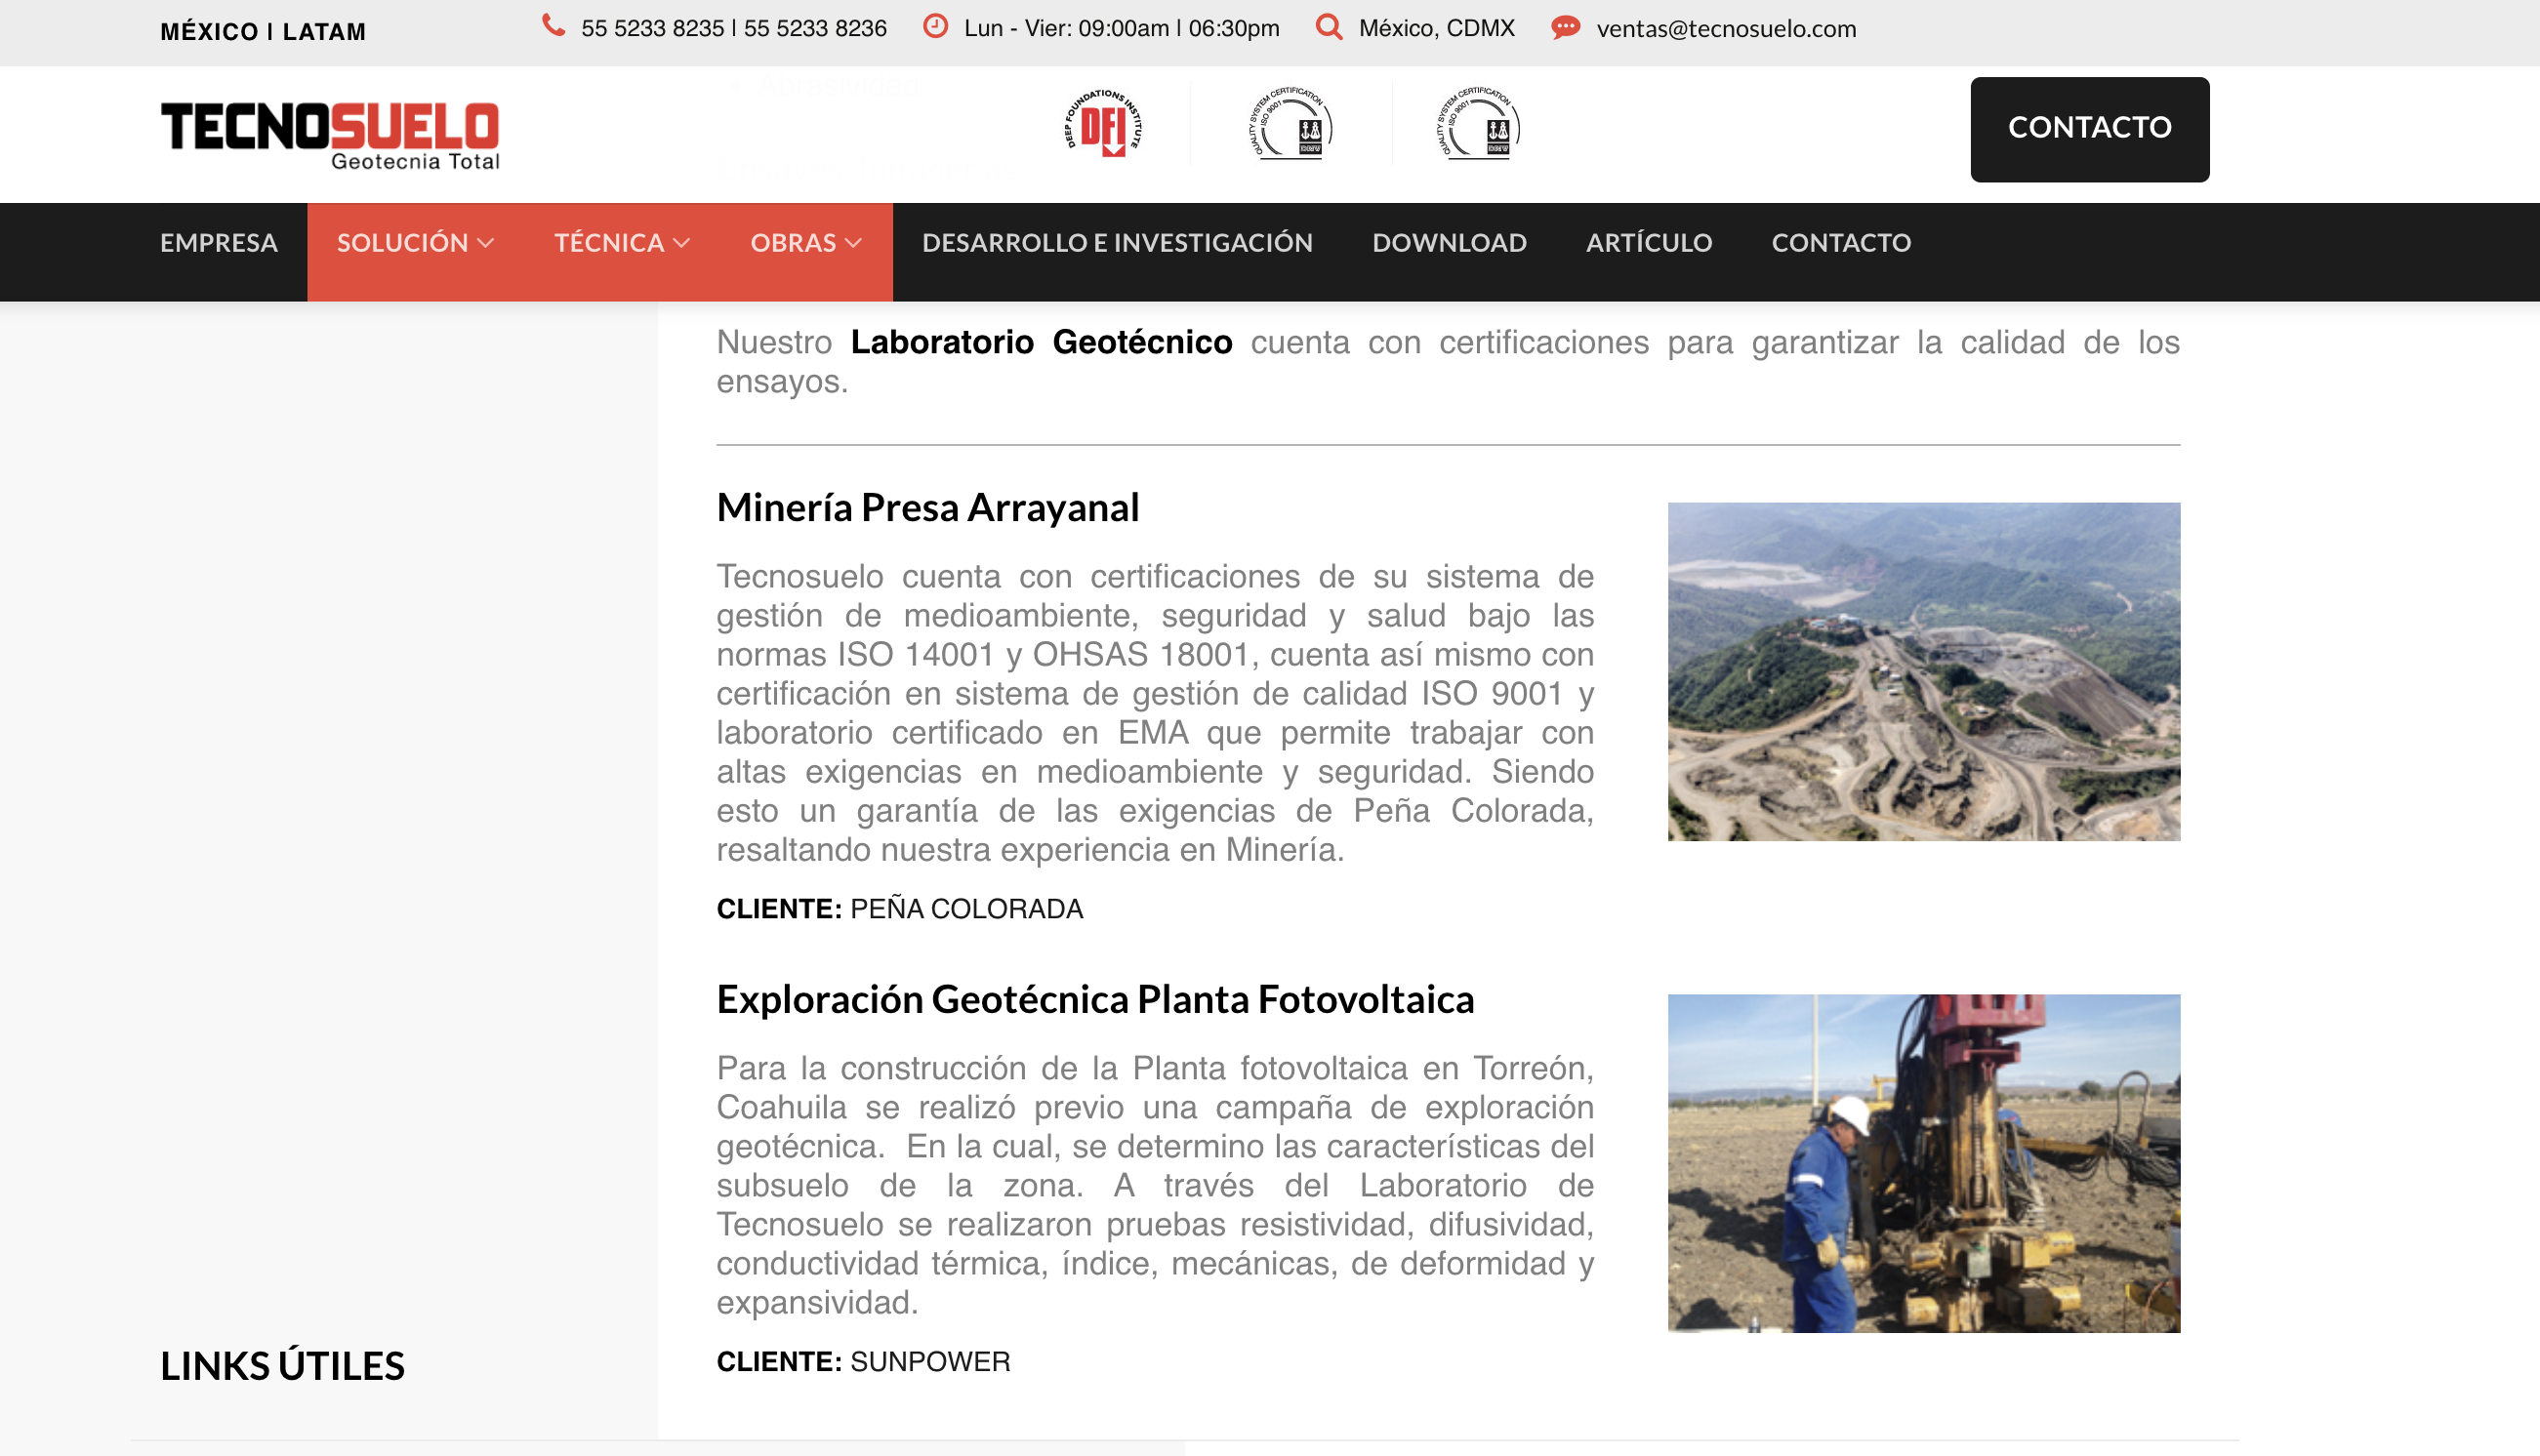 MÉXICO | LATAM
55 5233 8235 | 55 5233 8236
Lun - Vier: 09:00am | 06:30pm
México, CDMX
ventas@tecnosuelo.com
Abrasividad
TECNOSUELO
Geotecnia Total
DEEP FOUNDATIONS INSTITUTE
DFI
QUALITY SYSTEM CERTIFICATION
ISO 9001
DNV
QUALITY SYSTEM CERTIFICATION
ISO 9001
DNV
CONTACTO
EMPRESA
SOLUCIÓN
TÉCNICA
OBRAS
DESARROLLO E INVESTIGACIÓN
DOWNLOAD
ARTÍCULO
CONTACTO
Nuestro Laboratorio Geotécnico cuenta con certificaciones para garantizar la calidad de los
ensayos.
Minería Presa Arrayanal
Tecnosuelo cuenta con certificaciones de su sistema de
gestión de medioambiente, seguridad y salud bajo las
normas ISO 14001 y OHSAS 18001, cuenta así mismo con
certificación en sistema de gestión de calidad ISO 9001 y
laboratorio certificado en EMA que permite trabajar con
altas exigencias en medioambiente y seguridad. Siendo
esto un garantía de las exigencias de Peña Colorada,
resaltando nuestra experiencia en Minería.
CLIENTE: PEÑA COLORADA
Exploración Geotécnica Planta Fotovoltaica
Para la construcción de la Planta fotovoltaica en Torreón,
Coahuila se realizó previo una campaña de exploración
geotécnica.  En la cual, se determino las características del
subsuelo de la zona. A través del Laboratorio de
Tecnosuelo se realizaron pruebas resistividad, difusividad,
conductividad térmica, índice, mecánicas, de deformidad y
expansividad.
CLIENTE: SUNPOWER
LINKS ÚTILES